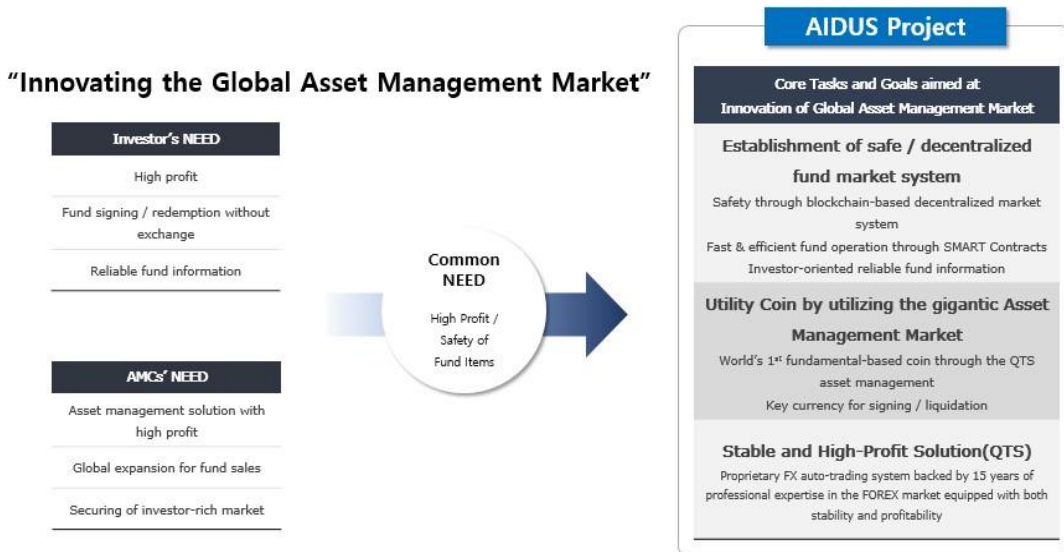 “Innovating the Global Asset Management Market”
Investor's NEED
High profit
Fund signing / redemption without
exchange
Reliable fund information
AMCs' NEED
Asset management solution with
high profit
Global expansion for fund sales
Securing of investor-rich market
Common
NEED
High Profit /
Safety of
Fund Items
AIDUS Project
Core Tasks and Goals aimed at
Innovation of Global Asset Management Market
Establishment of safe / decentralized
fund market system
Safety through blockchain-based decentralized market
system
Fast & efficient fund operation through SMART Contracts
Investor-oriented reliable fund information
Utility Coin by utilizing the gigantic Asset
Management Market
World's 1st fundamental-based coin through the QTS
asset management
Key currency for signing / liquidation
Stable and High-Profit Solution(QTS)
Proprietary FX auto-trading system backed by 15 years of
professional expertise in the FOREX market equipped with both
stability and profitability